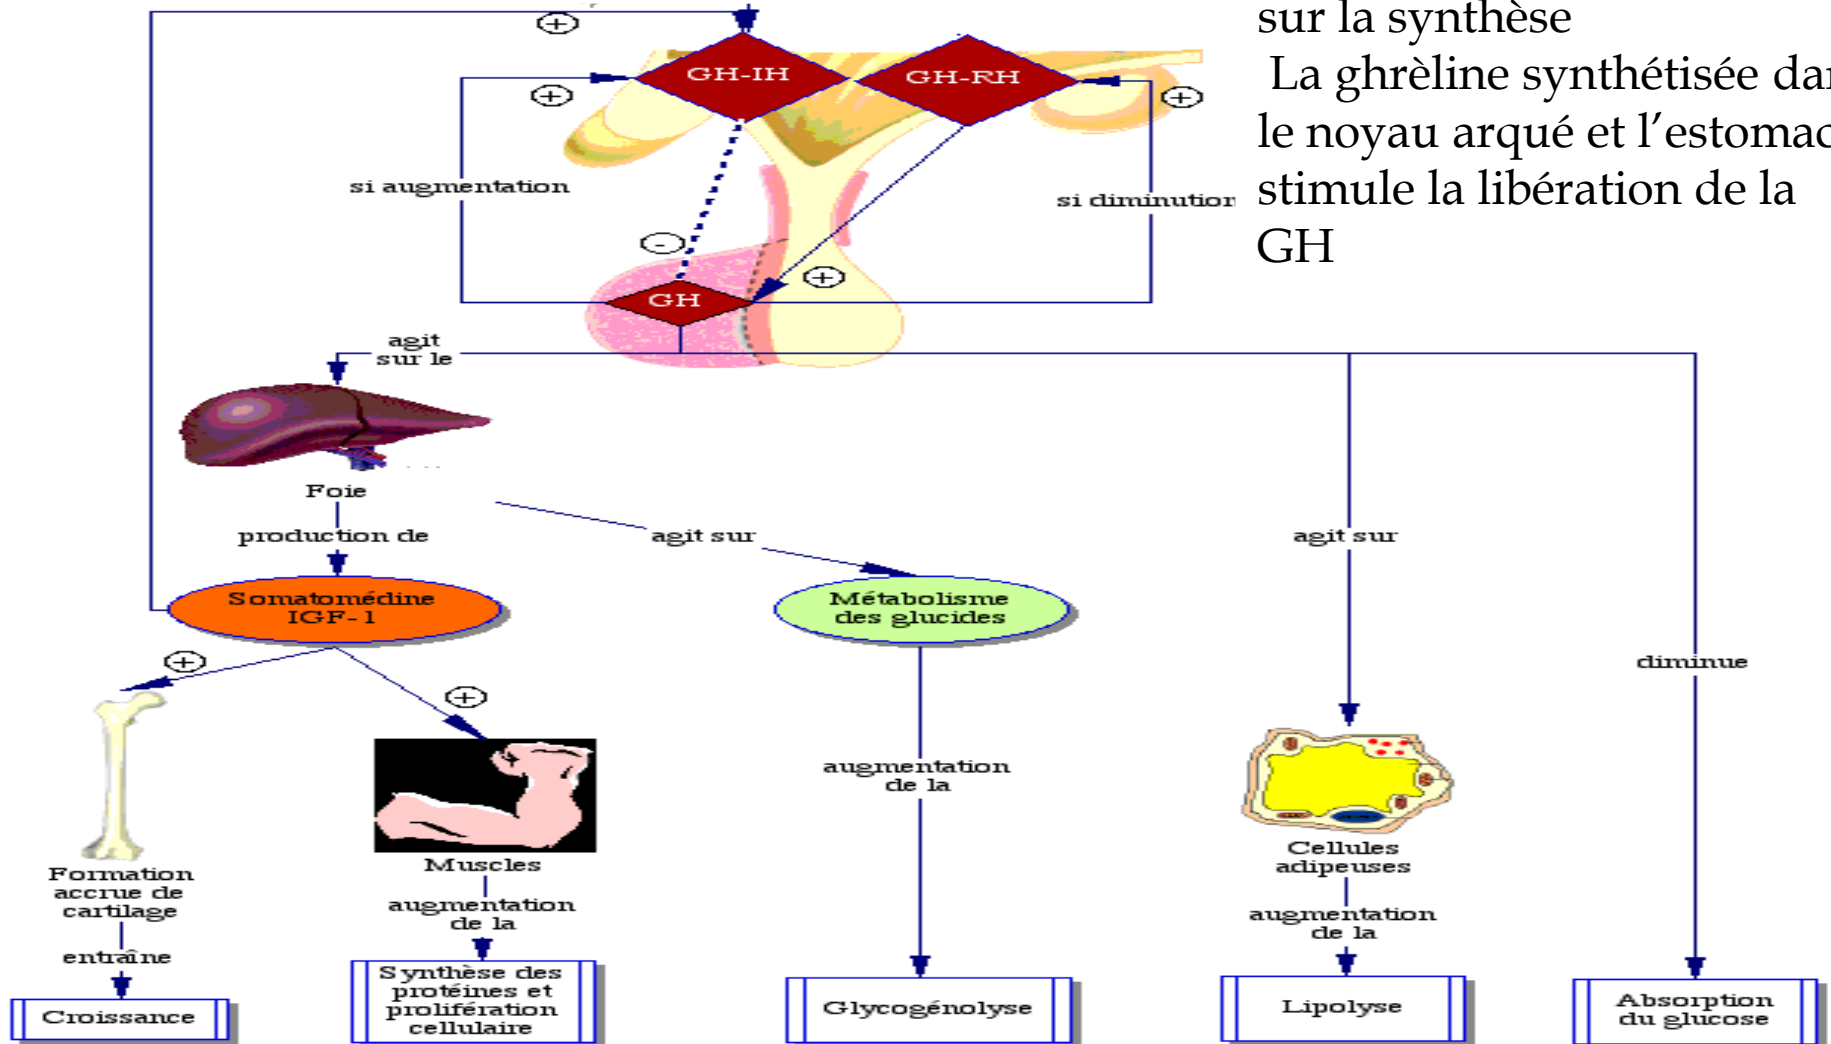 sur la synthèse
La ghrèline synthétisée
le noyau arqué et
stimule la libération de la
GH
+
GH-IH
GH-RH
+
+
si augmentation
si diminution
-
+
GH
agit
sur le
Foie
production de
agit sur
agit sur
Somatomédine
IGF-1
Métabolisme
des glucides
+
+
diminue
augmentation
de la
Formation
accrue de
cartilage
Muscles
Cellules
adipeuses
augmentation
de la
augmentation
de la
entraîne
Croissance
Synthèse des
protéines et
prolifération
cellulaire
Glycogénolyse
Lipolyse
Absorption
du glucose